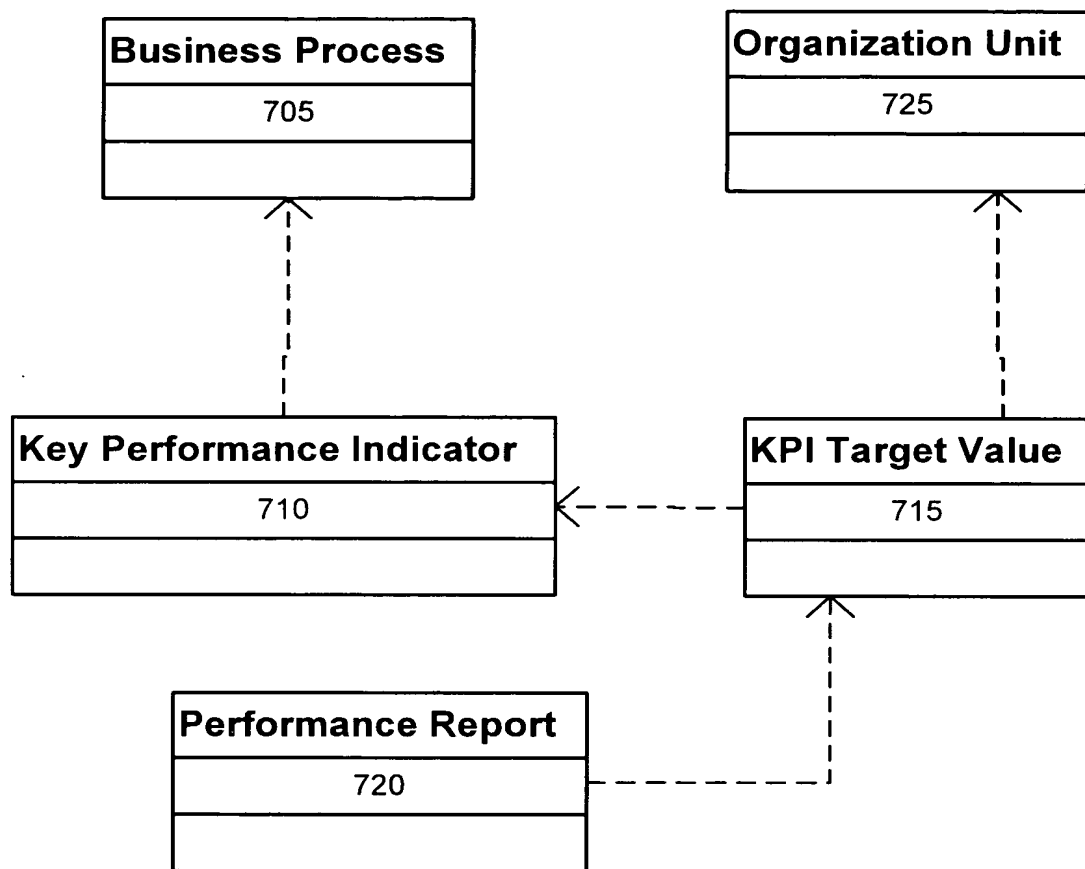 Business Process
705
Organization Unit
725
Key Performance Indicator
710
KPI Target Value
715
Performance Report
720